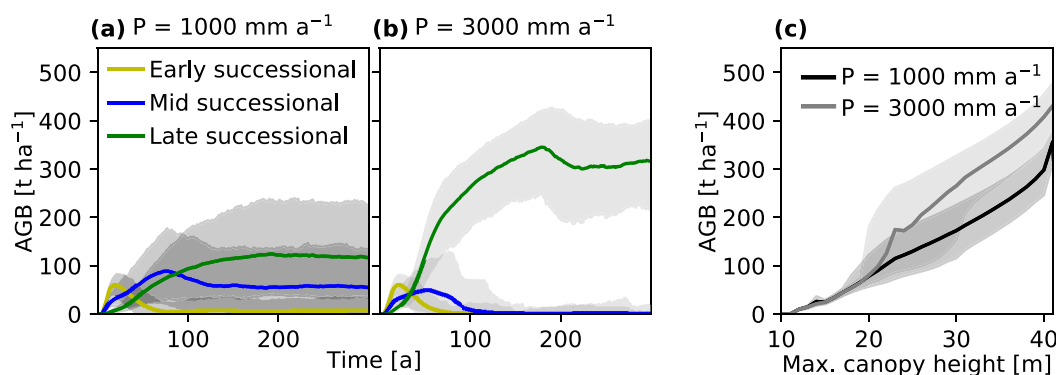 (a) P = 1000 mm a⁻¹
(b) P = 3000 mm a⁻¹
(c)
AGB [t ha⁻¹]
500
400
300
200
100
0
Early successional
Mid successional
Late successional
100
200
100
200
Time [a]
AGB [t ha⁻¹]
500
400
300
200
100
0
P = 1000 mm a⁻¹
P = 3000 mm a⁻¹
10
20
30
40
Max. canopy height [m]